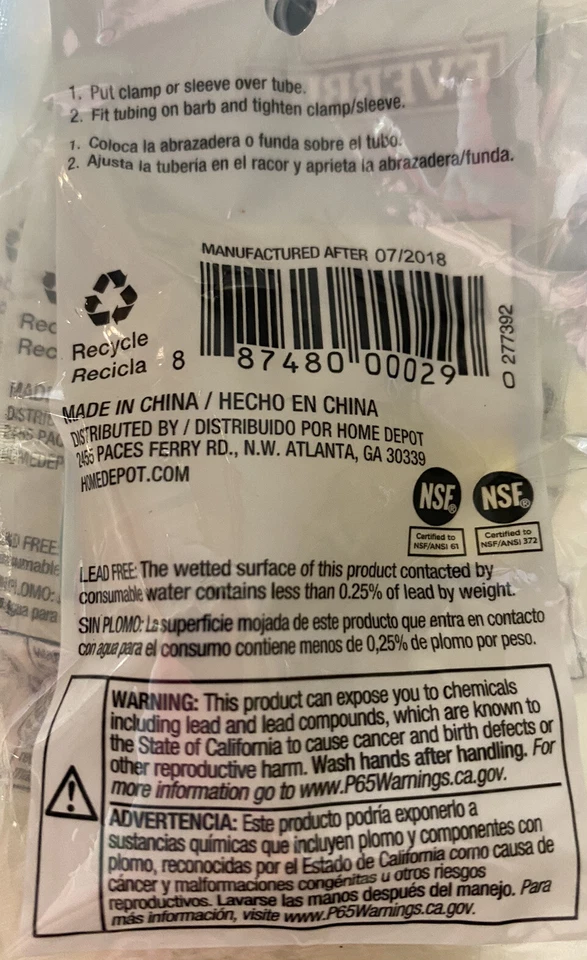 EVERB
1. Put clamp or sleeve over tube.
2. Fit tubing on barb and tighten clamp/sleeve.
1. Coloca la abrazadera o funda sobre el tubo.
2. Ajusta la tubería en el racor y aprieta la abrazadera/funda.
MANUFACTURED AFTER 07/2018
Recycle
Recicla
8 87480 00029
O 277392
MADE IN CHINA / HECHO EN CHINA
DISTRIBUTED BY / DISTRIBUIDO POR HOME DEPOT
2455 PACES FERRY RD., N.W. ATLANTA, GA 30339
HOMEDEPOT.COM
NSF® NSF®
Certified to NSF/ANSI 61
Certified to NSF/ANSI 372
LEAD FREE: The wetted surface of this product contacted by
consumable water contains less than 0.25% of lead by weight.
SIN PLOMO: La superficie mojada de este producto que entra en contacto
con agua para el consumo contiene menos de 0,25% de plomo por peso.
WARNING: This product can expose you to chemicals
including lead and lead compounds, which are known to
the State of California to cause cancer and birth defects or
other reproductive harm. Wash hands after handling. For
more information go to www.P65Warnings.ca.gov.
ADVERTENCIA: Este producto podría exponerlo a
sustancias químicas que incluyen plomo y componentes con
plomo, reconocidas por el Estado de California como causa de
cáncer y malformaciones congénitas u otros riesgos
reproductivos. Lavarse las manos después del manejo. Para
más información, visite www.P65Warnings.ca.gov.